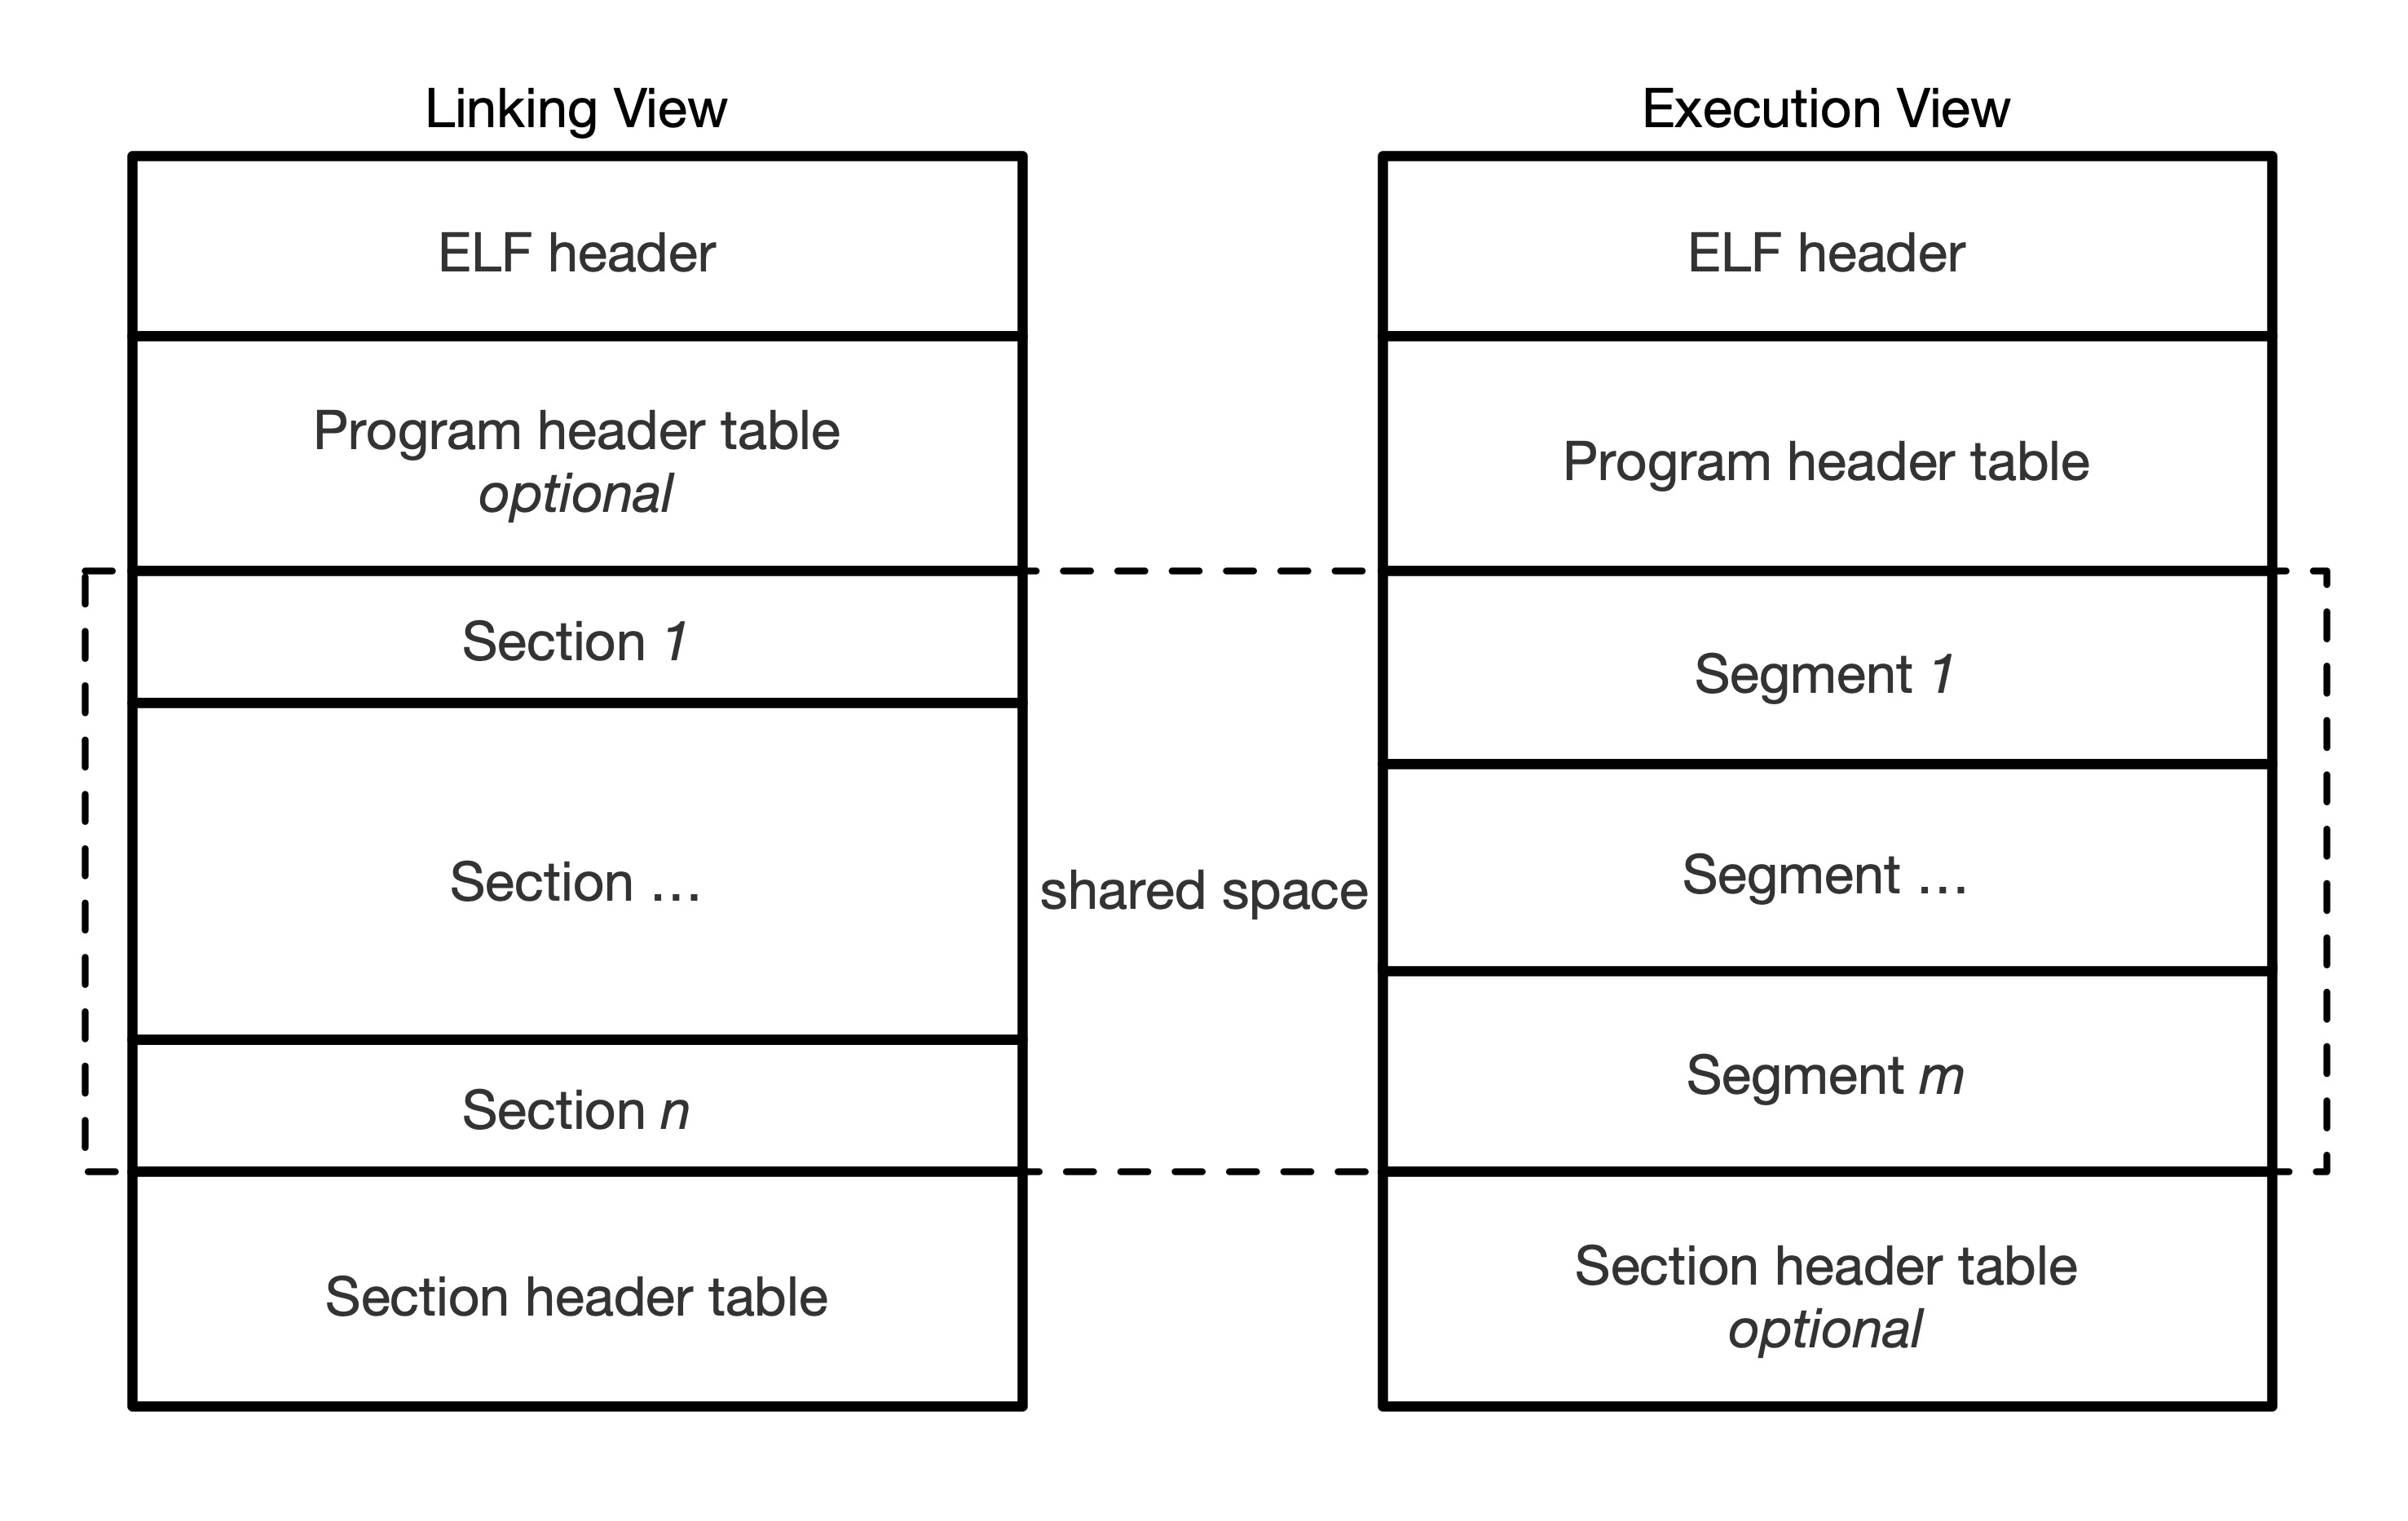 Linking View
ELF header
Program header table
optional
Section 1
Section …
Section n
Section header table
shared space
Execution View
ELF header
Program header table
Segment 1
Segment …
Segment m
Section header table
optional